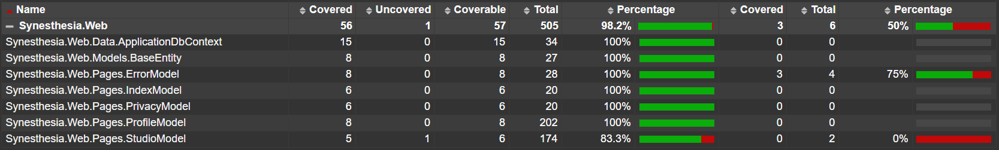 Name Covered Uncovered Coverable Total Percentage Covered Total Percentage
Synesthesia.Web 56 1 57 505 98.2% 3 6 50%
Synesthesia.Web.Data.ApplicationDbContext 15 0 15 34 100% 0 0
Synesthesia.Web.Models.BaseEntity 8 0 8 27 100% 0 0
Synesthesia.Web.Pages.ErrorModel 8 0 8 28 100% 3 4 75%
Synesthesia.Web.Pages.IndexModel 6 0 6 20 100% 0 0
Synesthesia.Web.Pages.PrivacyModel 6 0 6 20 100% 0 0
Synesthesia.Web.Pages.ProfileModel 8 0 8 202 100% 0 0
Synesthesia.Web.Pages.StudioModel 5 1 6 174 83.3% 0 2 0%